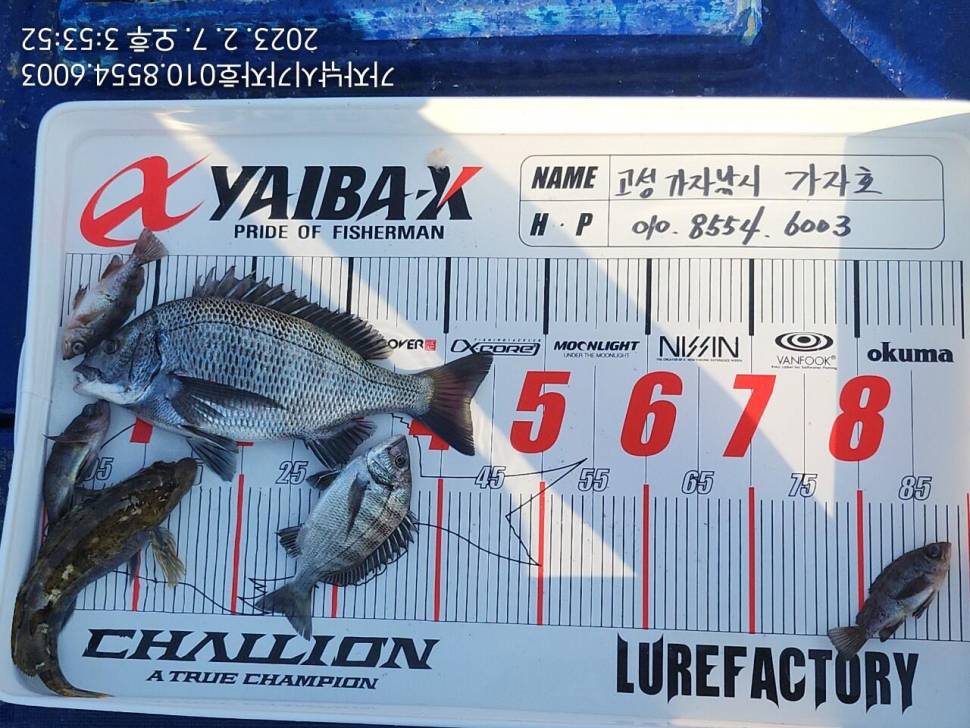 2023. 2. 7. 오후 3:53:52
가자낚시가자호010.8554.6003
YAIBA-X
PRIDE OF FISHERMAN
NAME 고성 가자낚시 가자호
H·P 010. 8554. 6003
OVER XCORE MOONLIGHT NISSIN VANFOOK® okuma
UNDER THE MOONLIGHT
5 6 7 8
25 45 55 65 75 85
CHALLION
A TRUE CHAMPION
LUREFACTORY